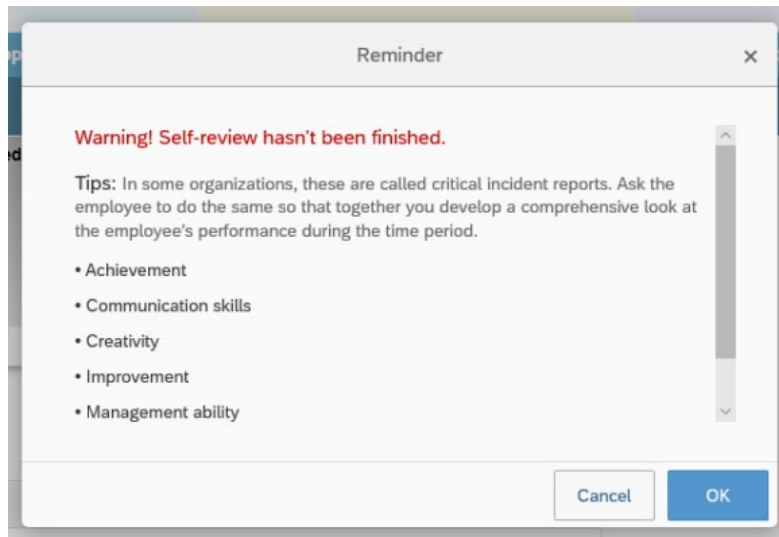 Reminder
Warning! Self-review hasn't been finished.
Tips: In some organizations, these are called critical incident reports. Ask the
employee to do the same so that together you develop a comprehensive look at
the employee's performance during the time period.
• Achievement
• Communication skills
• Creativity
• Improvement
• Management ability
Cancel
OK